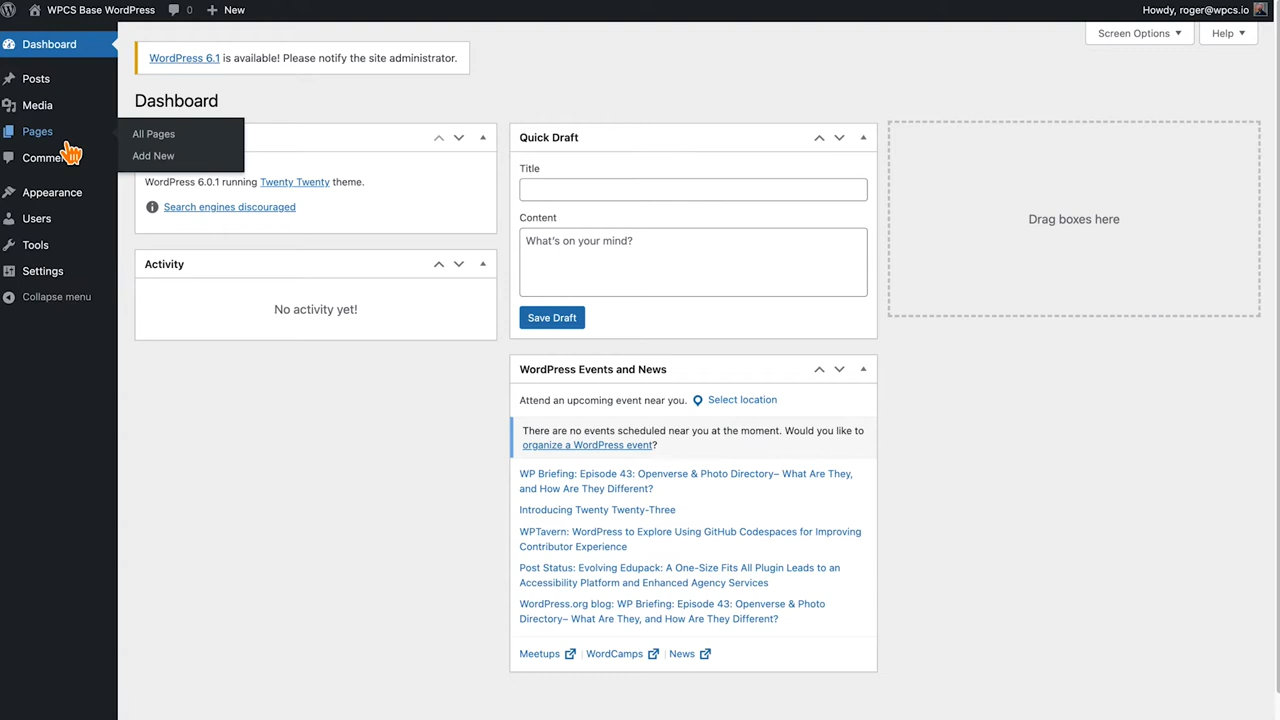 WPCS Base WordPress 0 New Howdy, roger@wpcs.io
Dashboard
Posts
Media
Pages
Comme
Appearance
Users
Tools
Settings
Collapse menu
All Pages
Add New
Screen Options
Help
WordPress 6.1 is available! Please notify the site administrator.
Dashboard
WordPress 6.0.1 running Twenty Twenty theme.
Search engines discouraged
Activity
No activity yet!
Quick Draft
Title
Content
What's on your mind?
Save Draft
WordPress Events and News
Attend an upcoming event near you. Select location
There are no events scheduled near you at the moment. Would you like to
organize a WordPress event?
WP Briefing: Episode 43: Openverse & Photo Directory– What Are They,
and How Are They Different?
Introducing Twenty Twenty-Three
WPTavern: WordPress to Explore Using GitHub Codespaces for Improving
Contributor Experience
Post Status: Evolving Edupack: A One-Size Fits All Plugin Leads to an
Accessibility Platform and Enhanced Agency Services
WordPress.org blog: WP Briefing: Episode 43: Openverse & Photo
Directory– What Are They, and How Are They Different?
Meetups | WordCamps | News
Drag boxes here